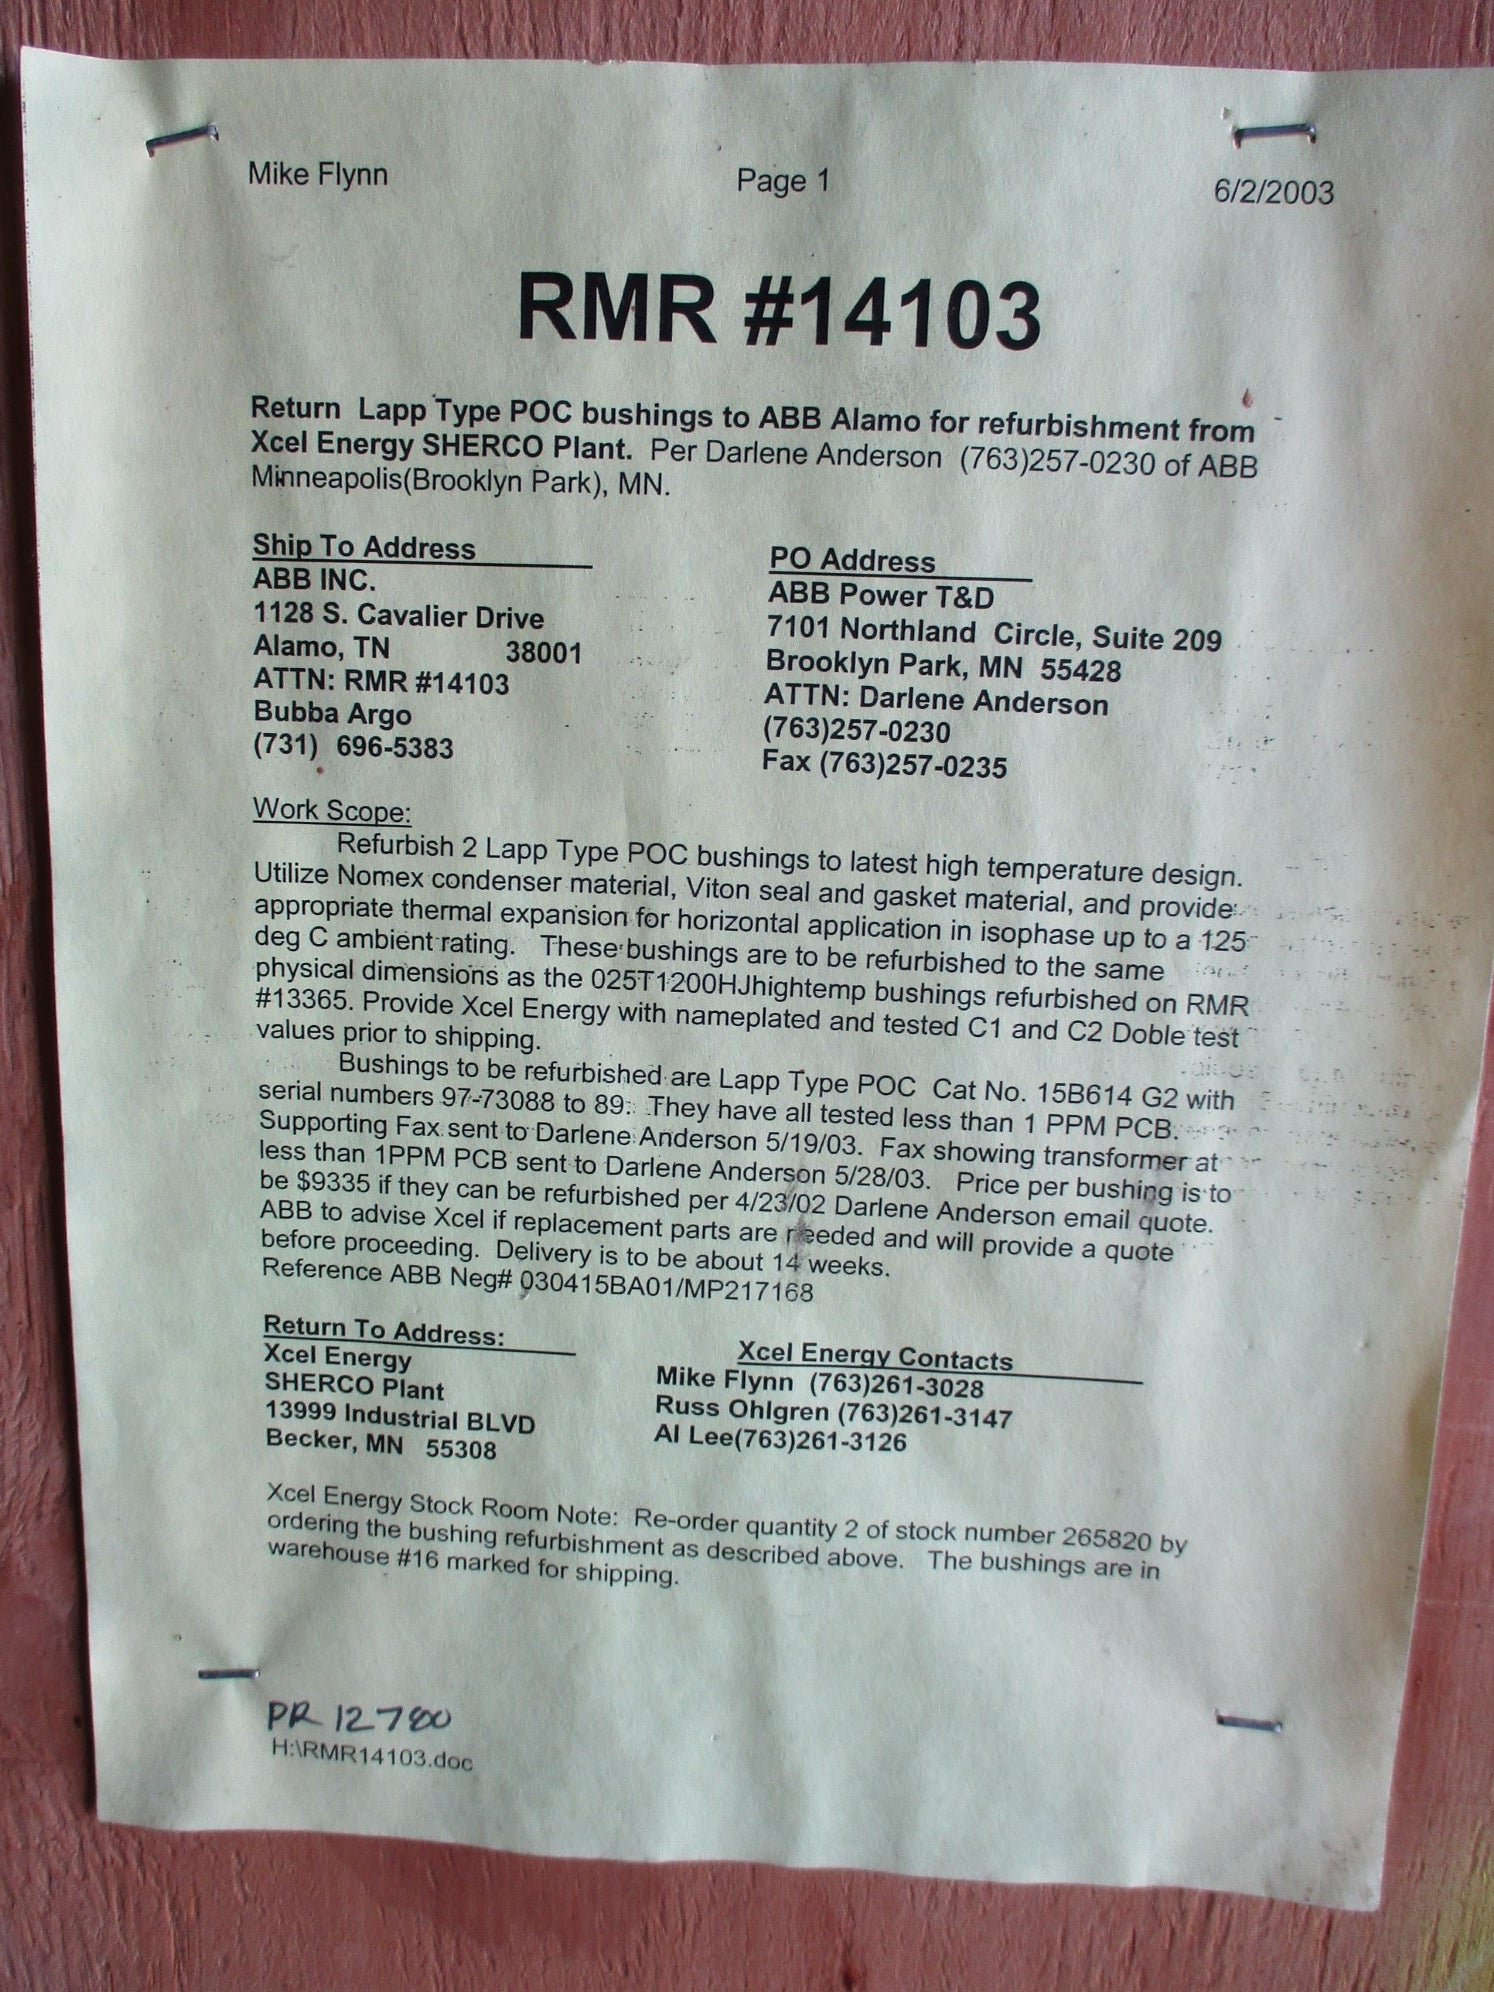 Mike Flynn Page 1 6/2/2003
RMR #14103
Return Lapp Type POC bushings to ABB Alamo for refurbishment from
Xcel Energy SHERCO Plant. Per Darlene Anderson (763)257-0230 of ABB
Minneapolis(Brooklyn Park), MN.
Ship To Address
ABB INC.
1128 S. Cavalier Drive
Alamo, TN 38001
ATTN: RMR #14103
Bubba Argo
(731) 696-5383
PO Address
ABB Power T&D
7101 Northland Circle, Suite 209
Brooklyn Park, MN 55428
ATTN: Darlene Anderson
(763)257-0230
Fax (763)257-0235
Work Scope:
Refurbish 2 Lapp Type POC bushings to latest high temperature design.
Utilize Nomex condenser material, Viton seal and gasket material, and provide
appropriate thermal expansion for horizontal application in isophase up to a 125
deg C ambient rating. These bushings are to be refurbished to the same
physical dimensions as the 025T1200HJhightemp bushings refurbished on RMR
#13365. Provide Xcel Energy with nameplated and tested C1 and C2 Doble test
values prior to shipping.
Bushings to be refurbished are Lapp Type POC Cat No. 15B614 G2 with
serial numbers 97-73088 to 89. They have all tested less than 1 PPM PCB.
Supporting Fax sent to Darlene Anderson 5/19/03. Fax showing transformer at
less than 1PPM PCB sent to Darlene Anderson 5/28/03. Price per bushing is to
be $9335 if they can be refurbished per 4/23/02 Darlene Anderson email quote.
ABB to advise Xcel if replacement parts are needed and will provide a quote
before proceeding. Delivery is to be about 14 weeks.
Reference ABB Neg# 030415BA01/MP217168
Return To Address:
Xcel Energy
SHERCO Plant
13999 Industrial BLVD
Becker, MN 55308
Xcel Energy Contacts
Mike Flynn (763)261-3028
Russ Ohlgren (763)261-3147
Al Lee(763)261-3126
Xcel Energy Stock Room Note: Re-order quantity 2 of stock number 265820 by
ordering the bushing refurbishment as described above. The bushings are in
warehouse #16 marked for shipping.
PR 12780
H:\RMR14103.doc